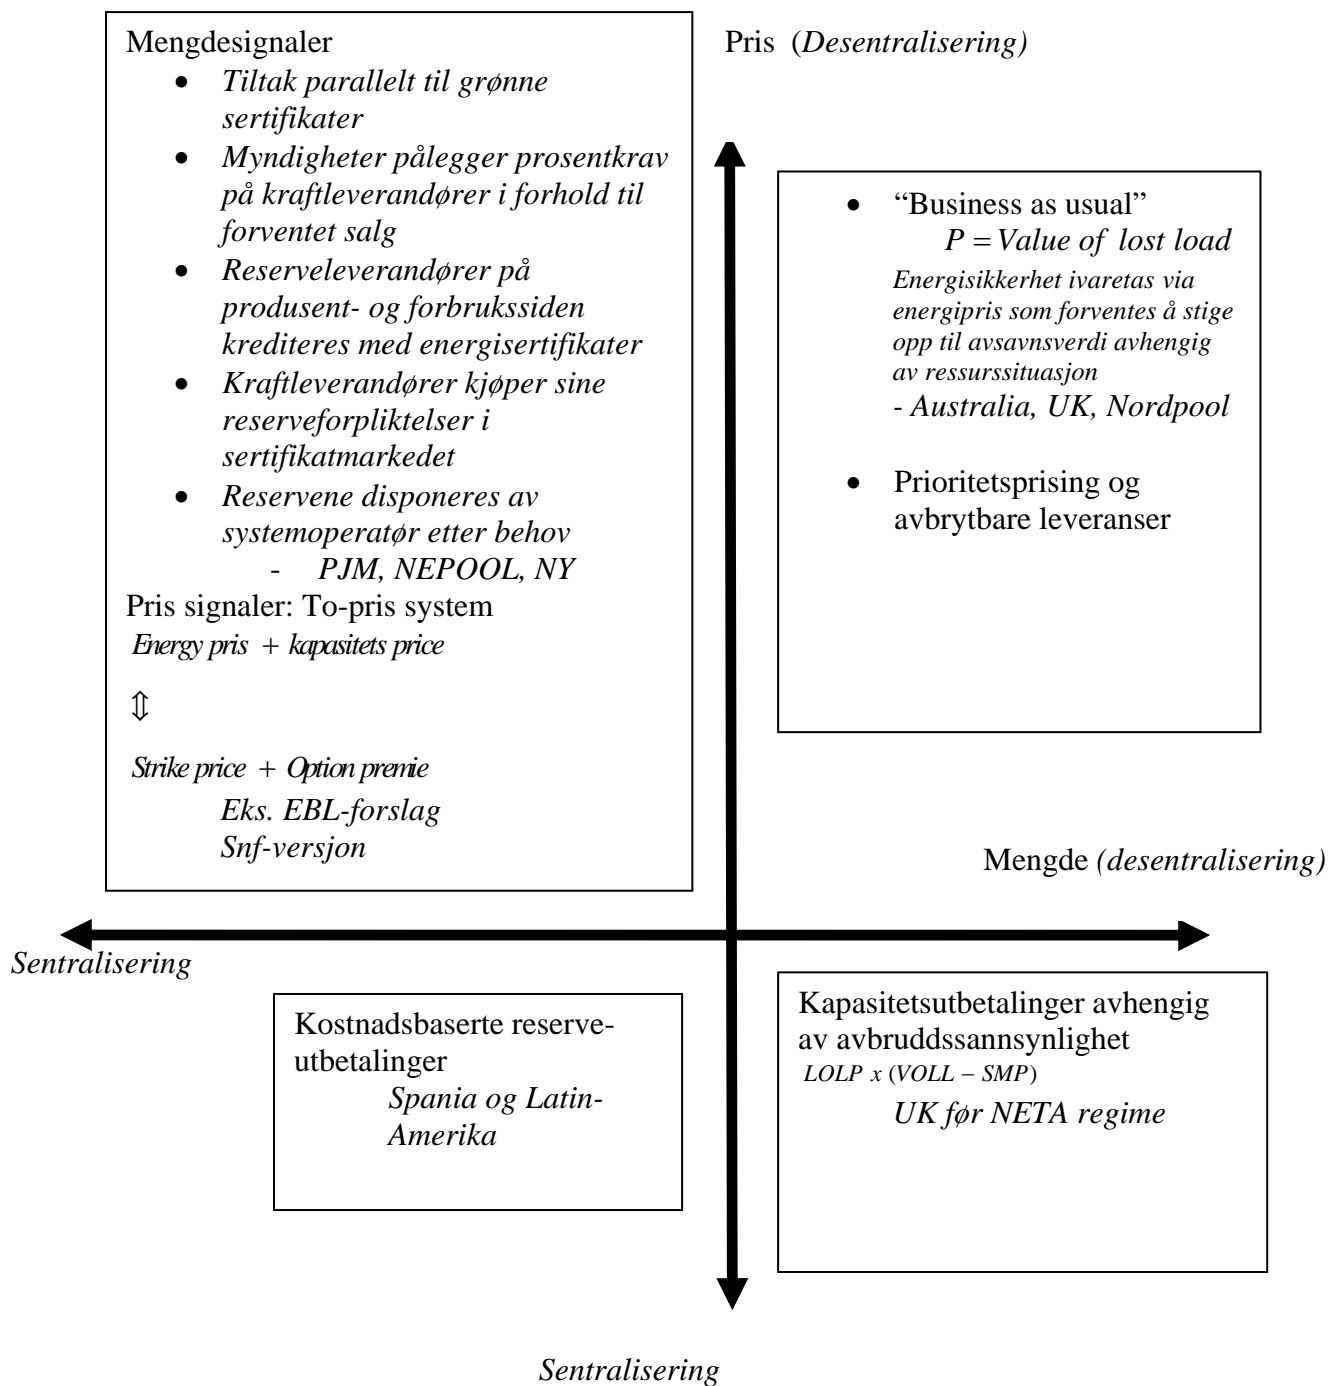 Mengdesignaler
• Tiltak parallelt til grønne
sertifikater
• Myndigheter pålegger prosentkrav
på kraftleverandører i forhold til
forventet salg
• Reserveleverandører på
produsent- og forbrukssiden
krediteres med energisertifikater
• Kraftleverandører kjøper sine
reserveforpliktelser i
sertifikatmarkedet
• Reservene disponeres av
systemoperatør etter behov
- PJM, NEPOOL, NY
Pris signaler: To-pris system
Energy pris + kapasitets price
⇕
Strike price + Option premie
Eks. EBL-forslag
Snf-versjon
Pris (Desentralisering)
• “Business as usual”
P = Value of lost load
Energisikkerhet ivaretas via
energipris som forventes å stige
opp til avsavnsverdi avhengig
av ressurssituasjon
- Australia, UK, Nordpool
• Prioritetsprising og
avbrytbare leveranser
Mengde (desentralisering)
Sentralisering
Kostnadsbaserte reserve-
utbetalinger
Spania og Latin-
Amerika
Kapasitetsutbetalinger avhengig
av avbruddssannsynlighet
LOLP x (VOLL – SMP)
UK før NETA regime
Sentralisering